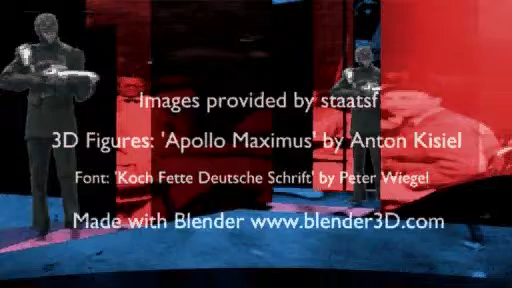 Images provided by staatsf
3D Figures: 'Apollo Maximus' by Anton Kisiel
Font: 'Koch Fette Deutsche Schrift' by Peter Wiegel
Made with Blender www.blender3D.com